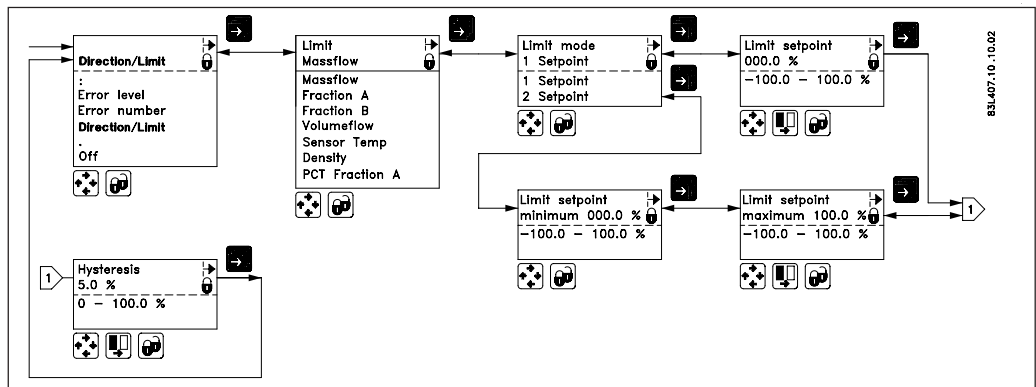 Direction/Limit
:
Error level
Error number
Direction/Limit
.
Off
Limit
Massflow
Massflow
Fraction A
Fraction B
Volumeflow
Sensor Temp
Density
PCT Fraction A
Limit mode
1 Setpoint
1 Setpoint
2 Setpoint
Limit setpoint
000.0 %
-100.0 - 100.0 %
83L407.10.10.02
Limit setpoint
minimum 000.0 %
-100.0 - 100.0 %
Limit setpoint
maximum 100.0 %
-100.0 - 100.0 %
1
1
Hysteresis
5.0 %
0 - 100.0 %